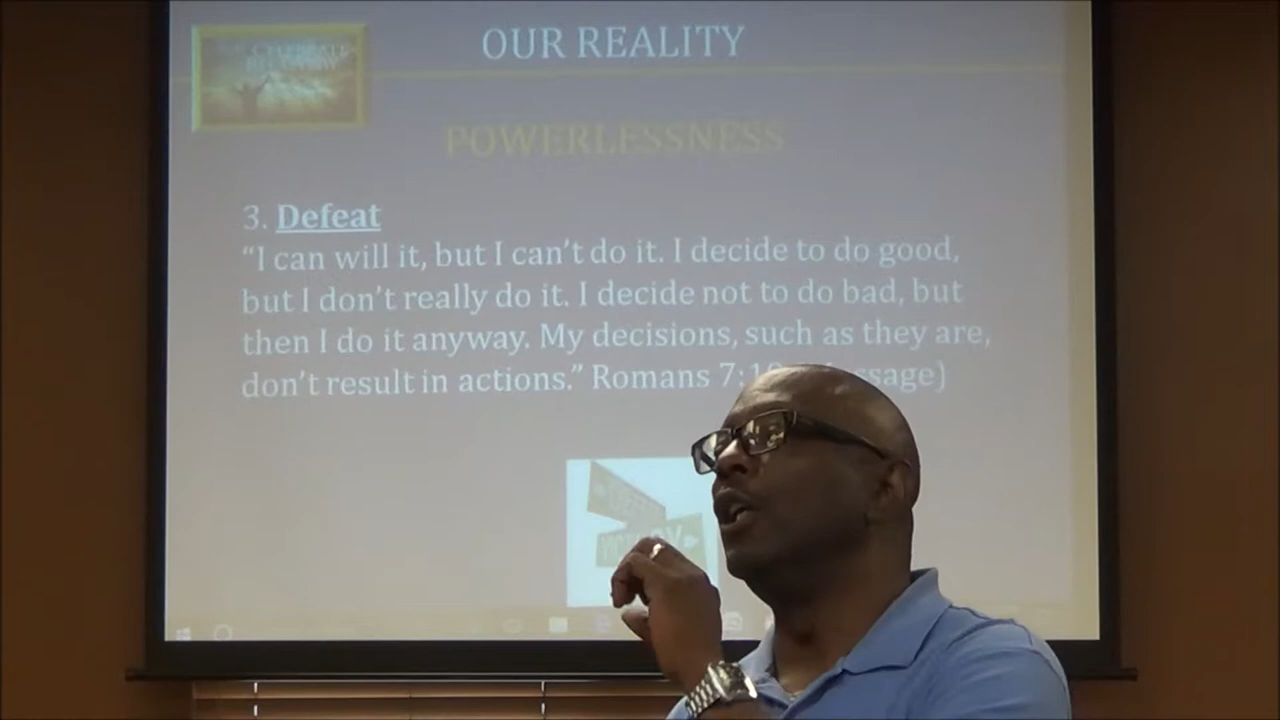 CELEBRATE
RECOVERY
OUR REALITY
POWERLESSNESS
3. Defeat
“I can will it, but I can’t do it. I decide to do good,
but I don’t really do it. I decide not to do bad, but
then I do it anyway. My decisions, such as they are,
don’t result in actions.” Romans